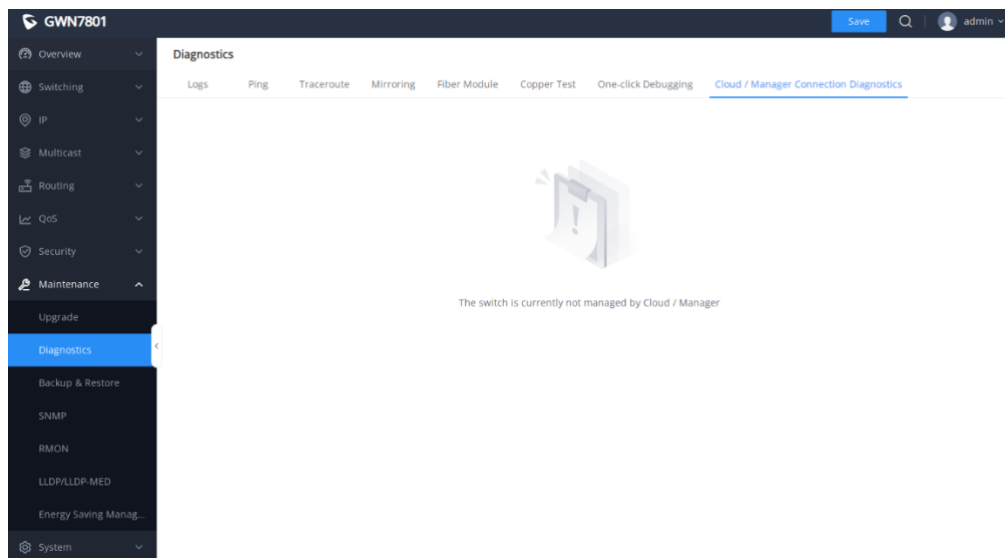 GWN7801
Save
admin
Overview
Switching
IP
Multicast
Routing
QoS
Security
Maintenance
Upgrade
Diagnostics
Backup & Restore
SNMP
RMON
LLDP/LLDP-MED
Energy Saving Manag...
System
Diagnostics
Logs Ping Traceroute Mirroring Fiber Module Copper Test One-click Debugging Cloud / Manager Connection Diagnostics
The switch is currently not managed by Cloud / Manager